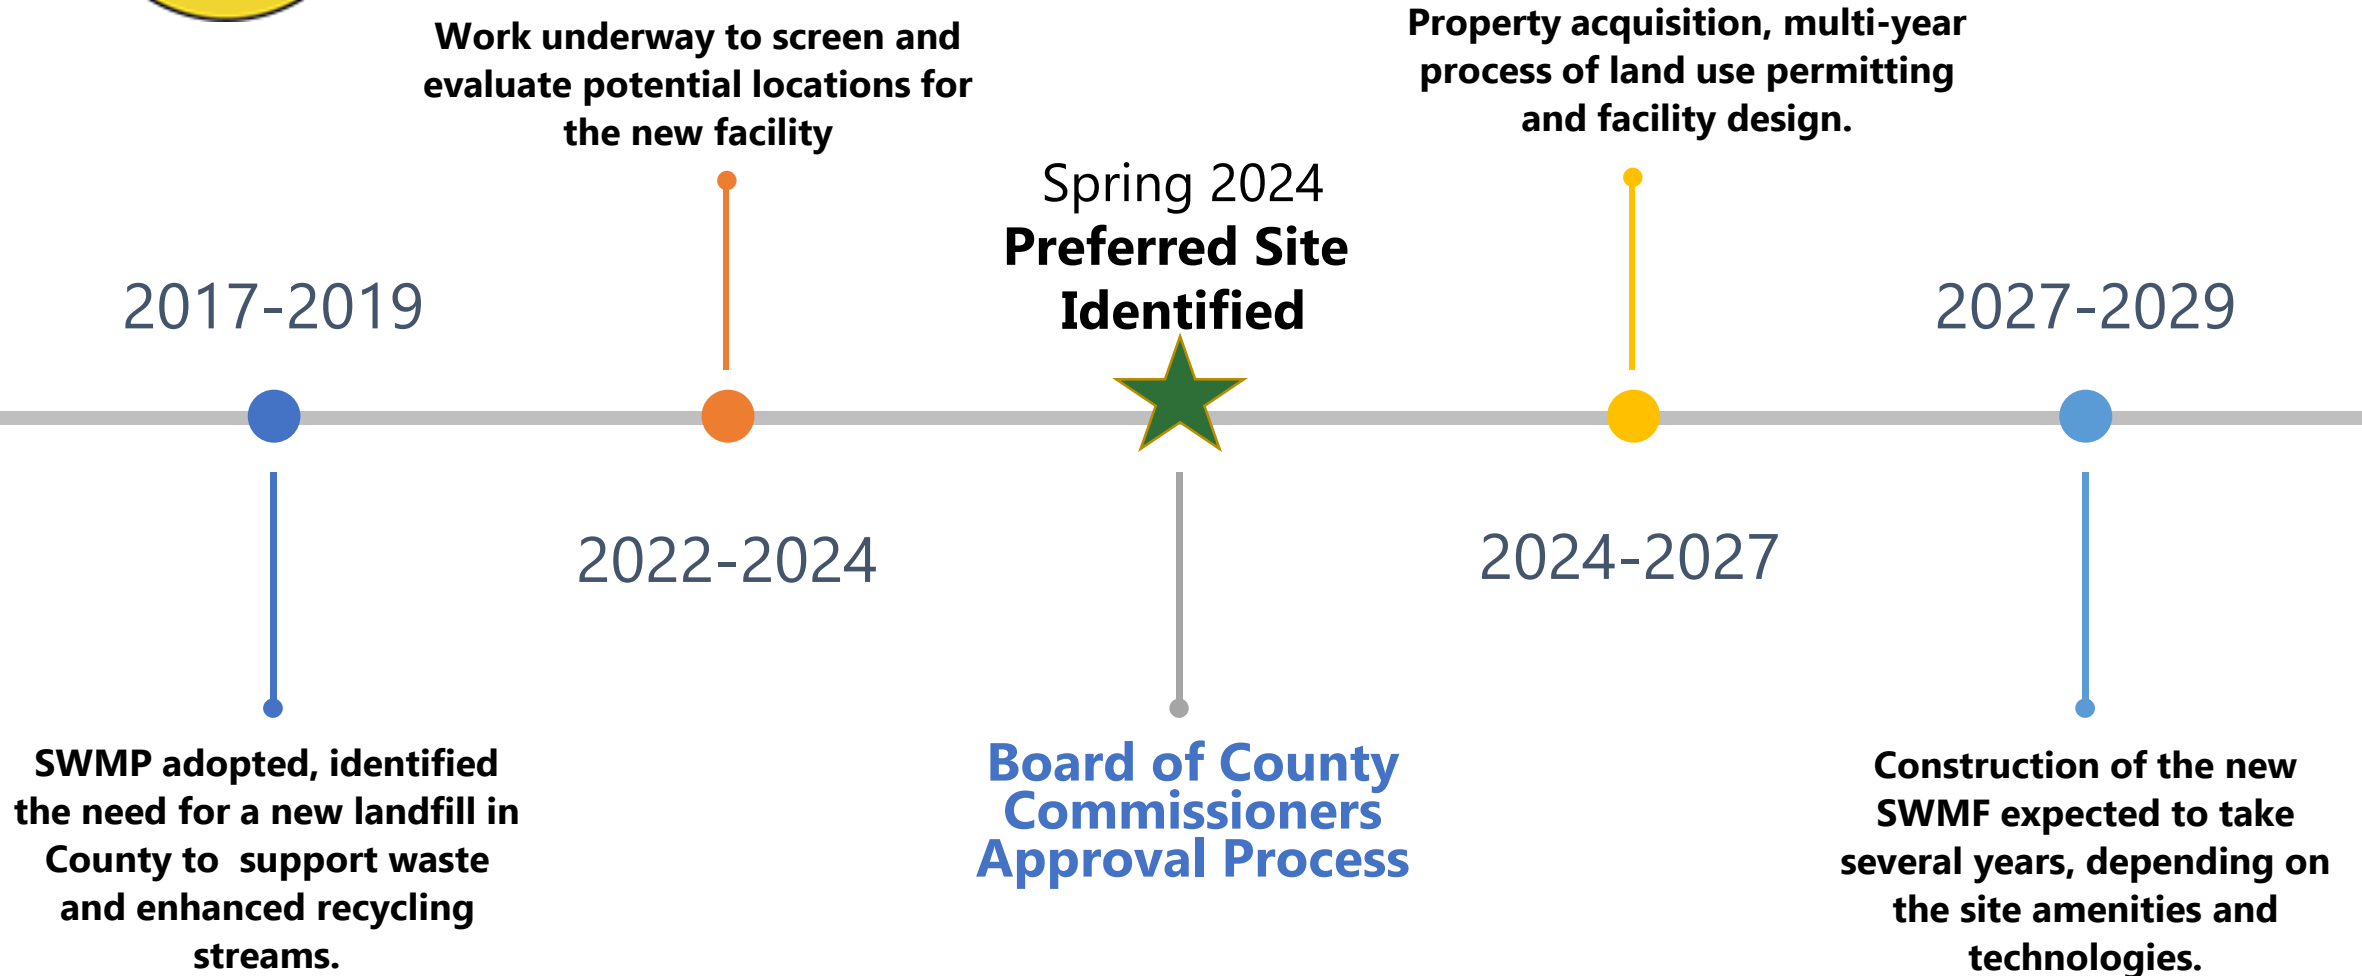 Work underway to screen and
evaluate potential locations for
the new facility
Property acquisition, multi-year
process of land use permitting
and facility design.
Spring 2024
Preferred Site
Identified
2017-2019
2027-2029
2022-2024
2024-2027
SWMP adopted, identified
the need for a new landfill in
County to  support waste
and enhanced recycling
streams.
Board of County
Commissioners
Approval Process
Construction of the new
SWMF expected to take
several years, depending on
the site amenities and
technologies.